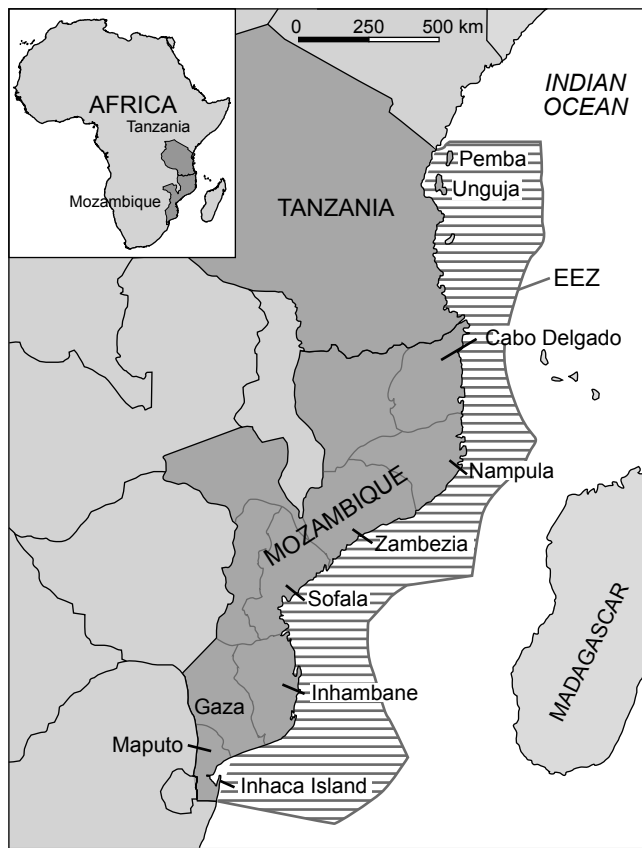 0 250 500 km
INDIAN
OCEAN
AFRICA
Tanzania
Mozambique
Pemba
Unguja
TANZANIA
EEZ
Cabo Delgado
Nampula
MOZAMBIQUE
Zambezia
Sofala
MADAGASCAR
Inhambane
Gaza
Maputo
Inhaca Island